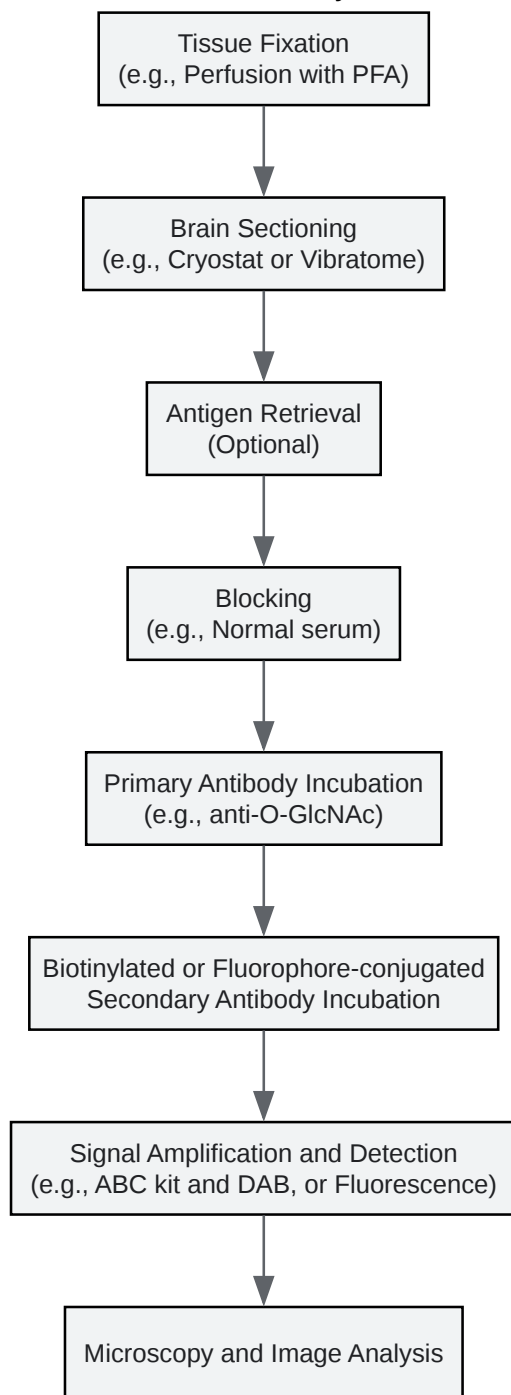 Tissue Fixation
(e.g., Perfusion with PFA)
Brain Sectioning
(e.g., Cryostat or Vibratome)
Antigen Retrieval
(Optional)
Blocking
(e.g., Normal serum)
Primary Antibody Incubation
(e.g., anti-O-GlcNAc)
Biotinylated or Fluorophore-conjugated
Secondary Antibody Incubation
Signal Amplification and Detection
(e.g., ABC kit and DAB, or Fluorescence)
Microscopy and Image Analysis